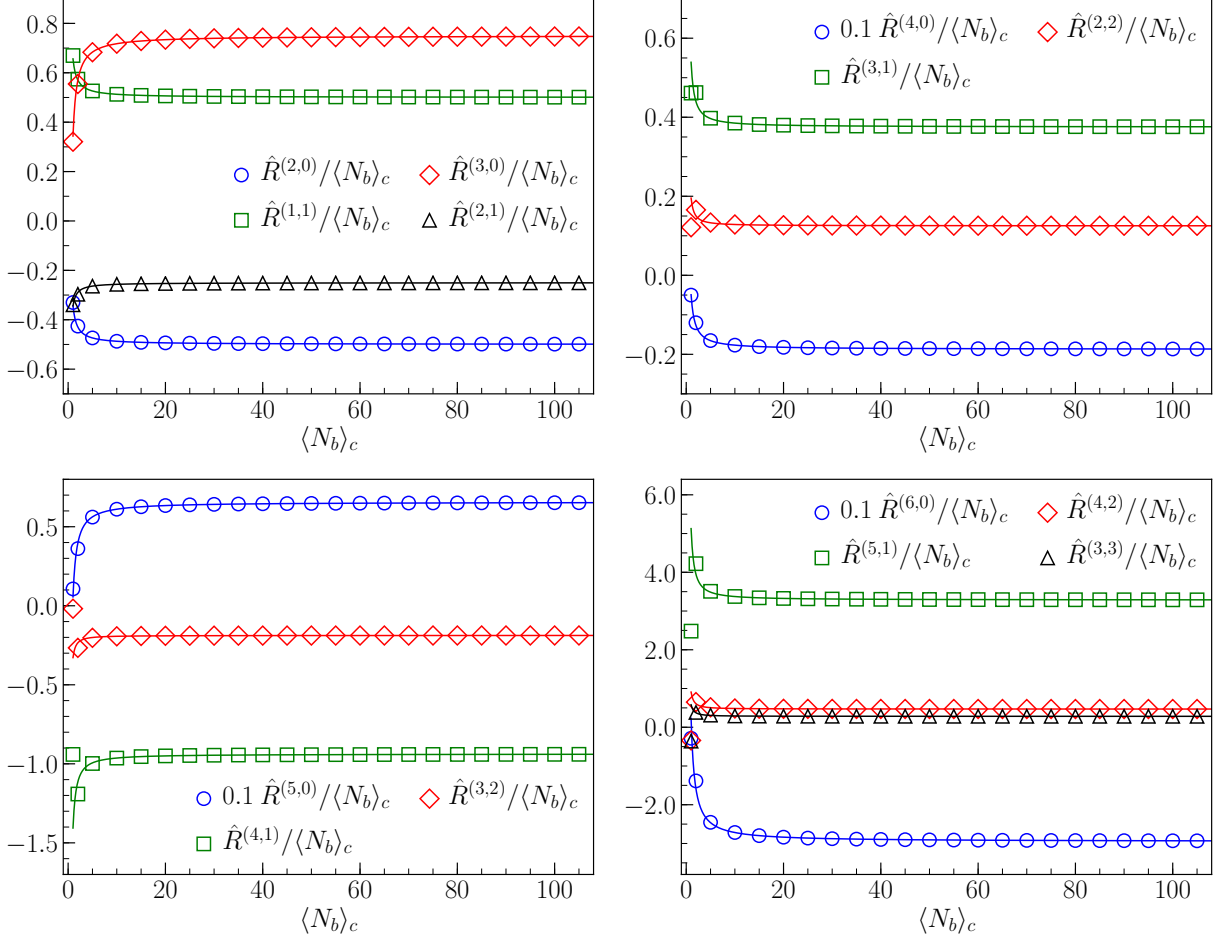 0.8
0.6
0.4
0.2
0.0
−0.2
−0.4
−0.6
R̂^(2,0)/⟨N_b⟩_c R̂^(3,0)/⟨N_b⟩_c
R̂^(1,1)/⟨N_b⟩_c R̂^(2,1)/⟨N_b⟩_c
0 20 40 60 80 100
⟨N_b⟩_c
0.6
0.4
0.2
0.0
−0.2
0.1 R̂^(4,0)/⟨N_b⟩_c R̂^(2,2)/⟨N_b⟩_c
R̂^(3,1)/⟨N_b⟩_c
0 20 40 60 80 100
⟨N_b⟩_c
0.5
0.0
−0.5
−1.0
−1.5
0.1 R̂^(5,0)/⟨N_b⟩_c R̂^(3,2)/⟨N_b⟩_c
R̂^(4,1)/⟨N_b⟩_c
0 20 40 60 80 100
⟨N_b⟩_c
6.0
4.0
2.0
0.0
−2.0
0.1 R̂^(6,0)/⟨N_b⟩_c R̂^(4,2)/⟨N_b⟩_c
R̂^(5,1)/⟨N_b⟩_c R̂^(3,3)/⟨N_b⟩_c
0 20 40 60 80 100
⟨N_b⟩_c